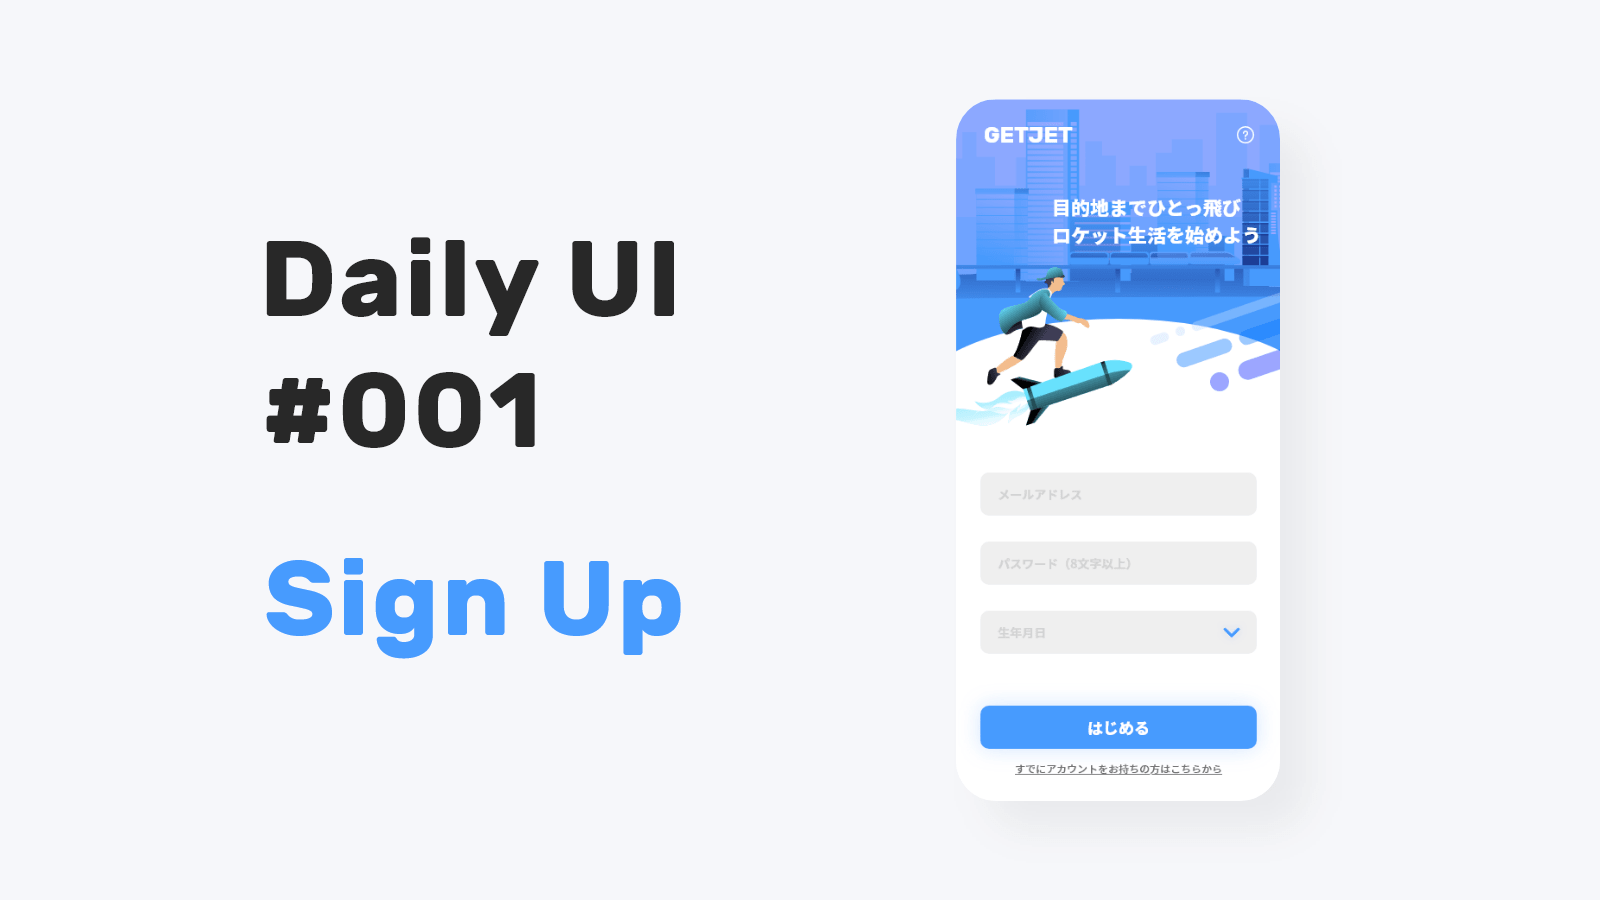 Daily UI
#001
Sign Up
GETJET
?
目的地までひとっ飛び
ロケット生活を始めよう
メールアドレス
パスワード（8文字以上）
生年月日
はじめる
すでにアカウントをお持ちの方はこちらから